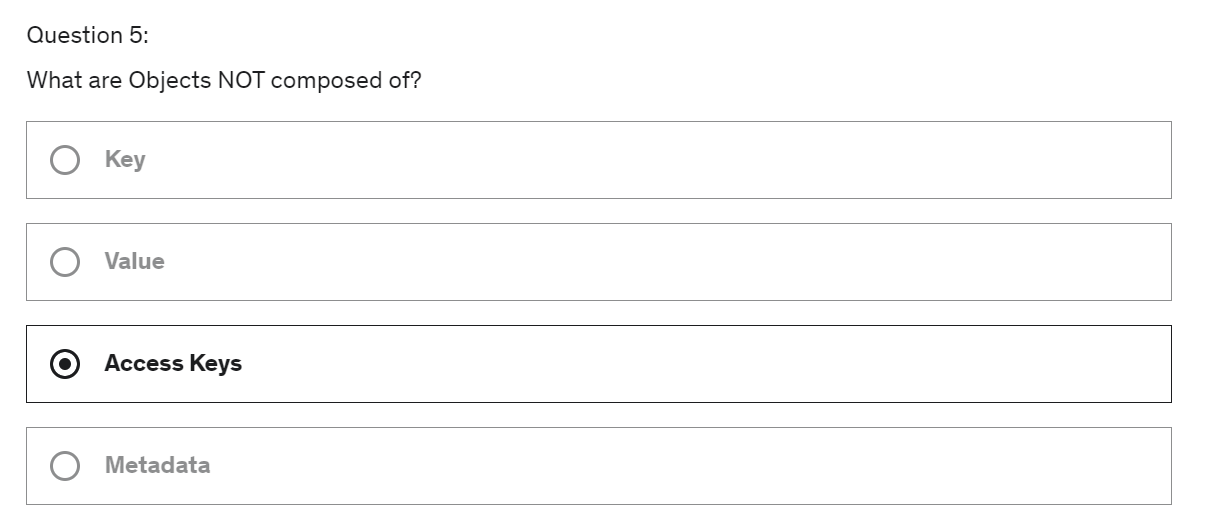 Question 5:
What are Objects NOT composed of?
Key
Value
Access Keys
Metadata